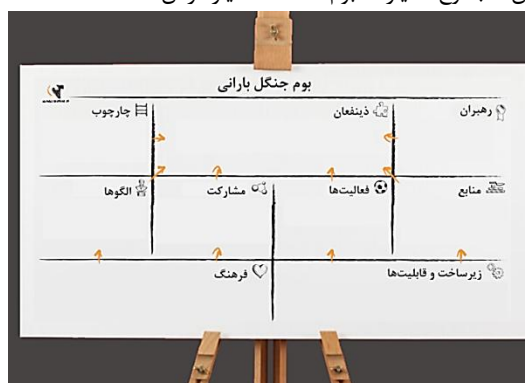 بوم جنگل بارانی
رهبران
ذینفعان
چارچوب
منابع
فعالیت‌ها
مشارکت
الگوها
زیرساخت و قابلیت‌ها
فرهنگ